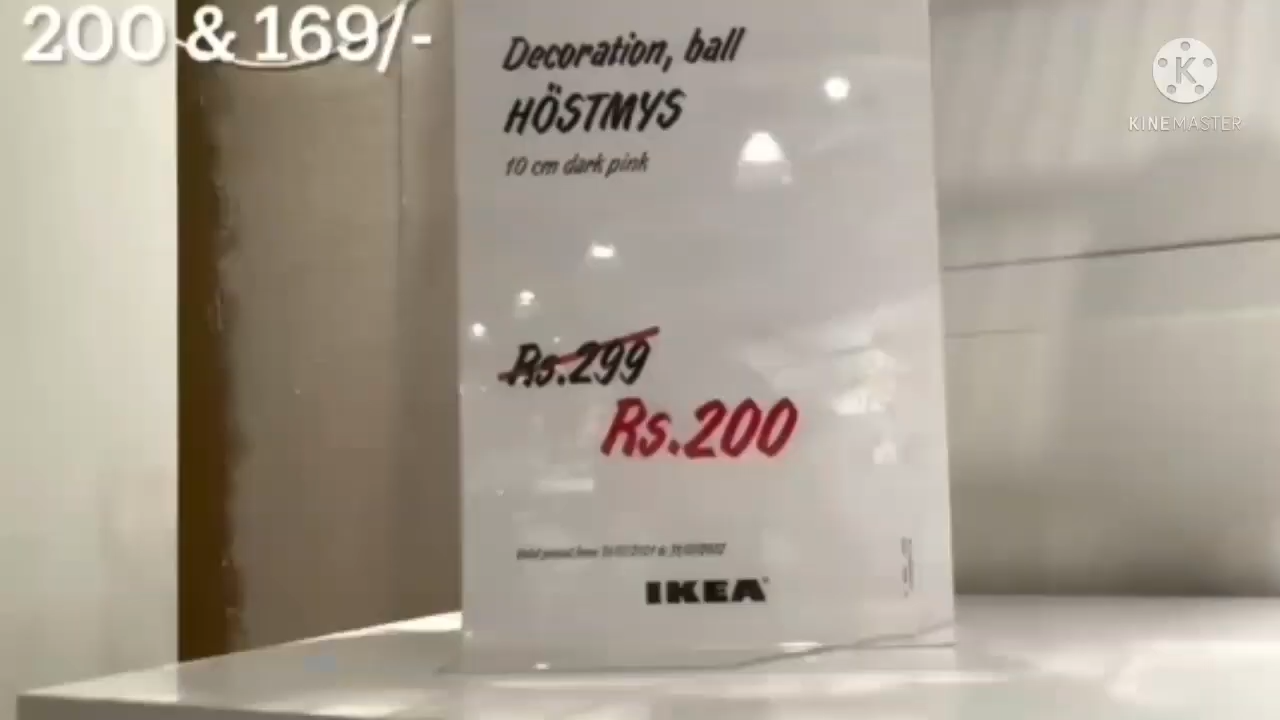 200 & 169/-
KINEMASTER
Decoration, ball
HÖSTMYS
10 cm dark pink
Rs.299
Rs.200
IKEA